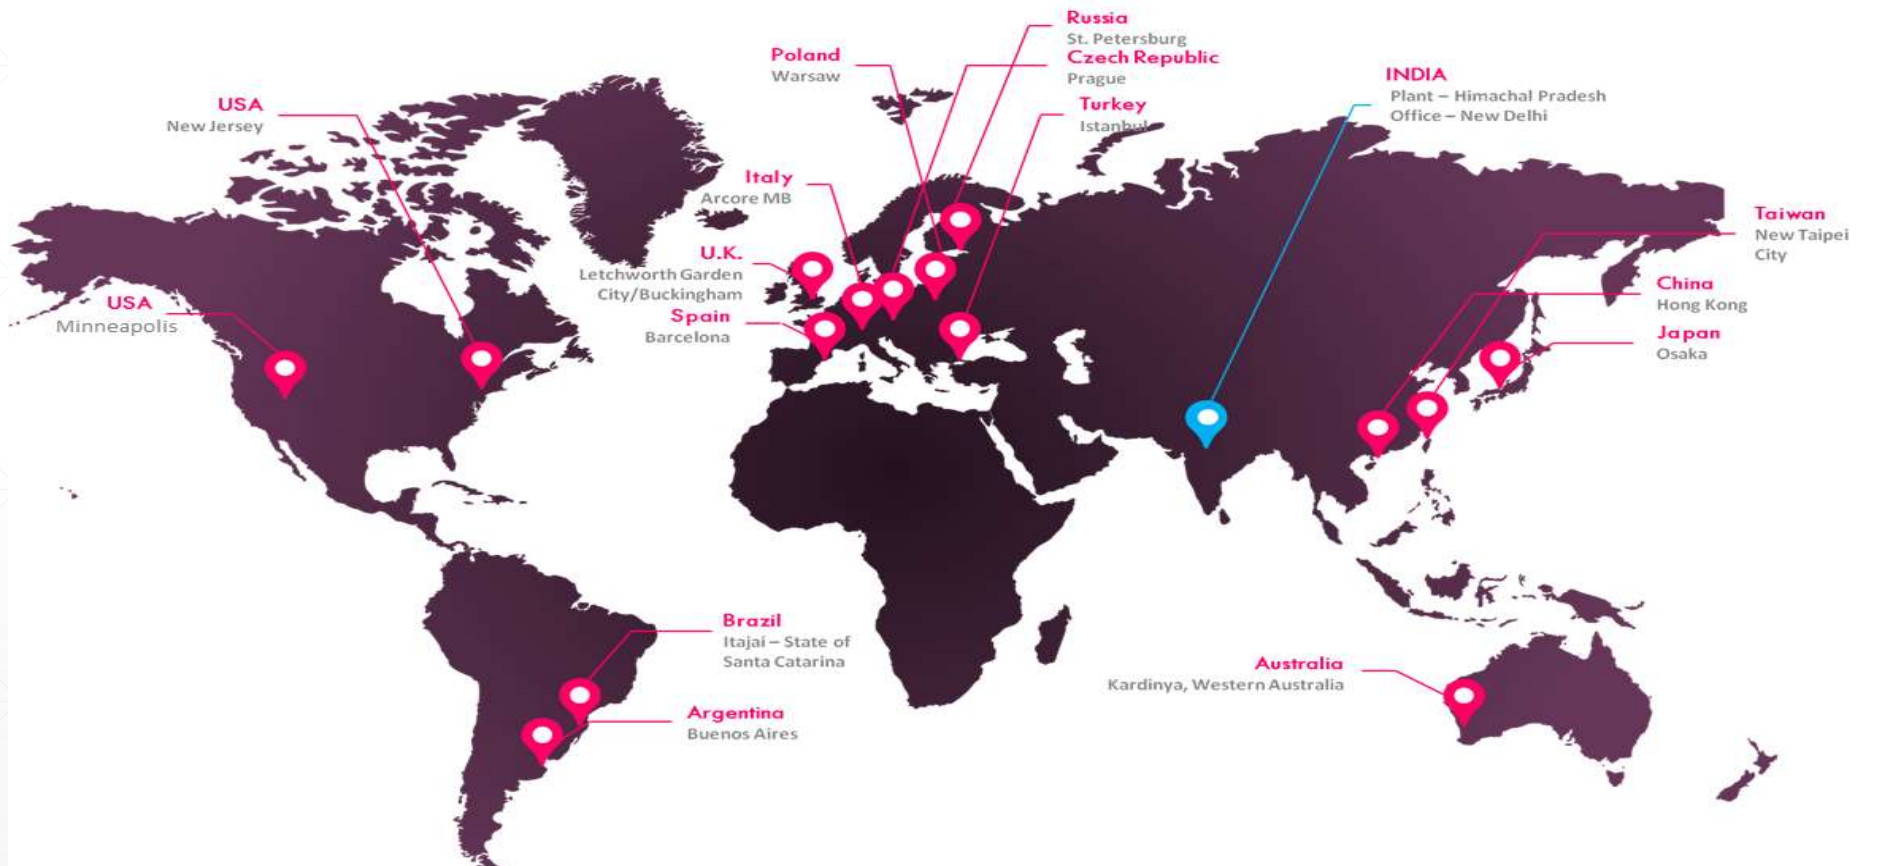 Russia
St. Petersburg
Poland
Warsaw
Czech Republic
Prague
INDIA
Plant – Himachal Pradesh
Office – New Delhi
USA
New Jersey
Turkey
Istanbul
Italy
Arcore MB
Taiwan
New Taipei
City
U.K.
Letchworth Garden
City/Buckingham
China
Hong Kong
USA
Minneapolis
Spain
Barcelona
Japan
Osaka
Brazil
Itajai – State of
Santa Catarina
Australia
Kardinya, Western Australia
Argentina
Buenos Aires